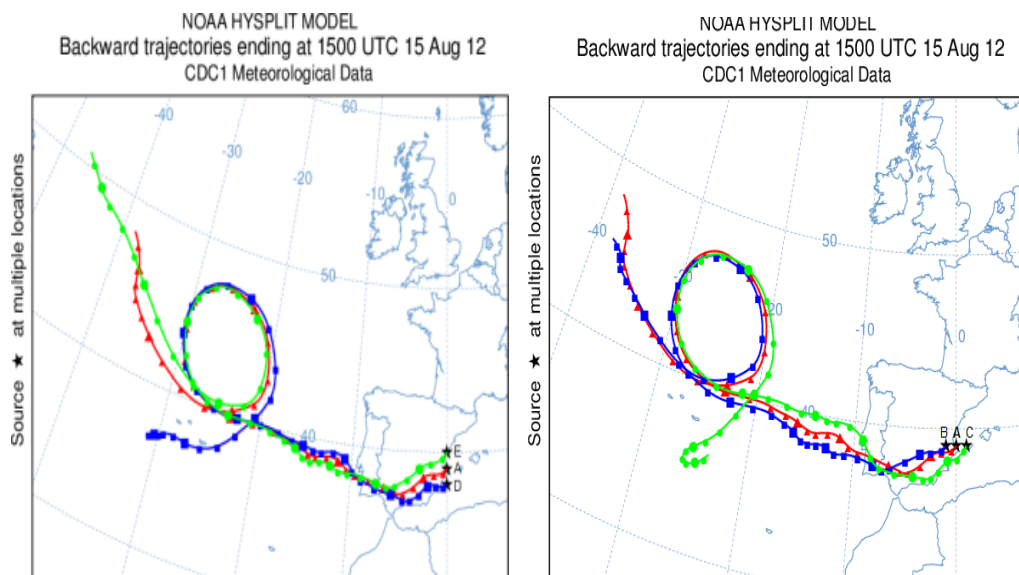 NOAA HYSPLIT MODEL
Backward trajectories ending at 1500 UTC 15 Aug 12
CDC1 Meteorological Data
Source ★ at multiple locations
-40
-30
-20
-10
0
60
50
40
E
A
D
NOAA HYSPLIT MODEL
Backward trajectories ending at 1500 UTC 15 Aug 12
CDC1 Meteorological Data
Source ★ at multiple locations
-40
-30
-20
-10
0
50
40
B A C